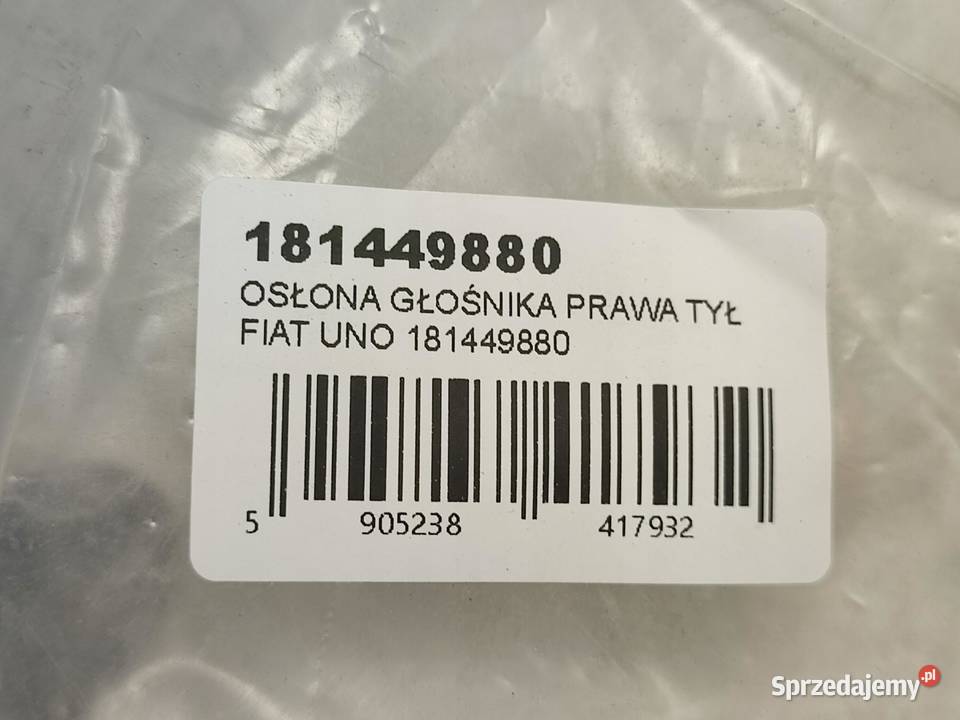 181449880
OSŁONA GŁOŚNIKA PRAWA TYŁ
FIAT UNO 181449880
5 905238 417932
Sprzedajemy.pl